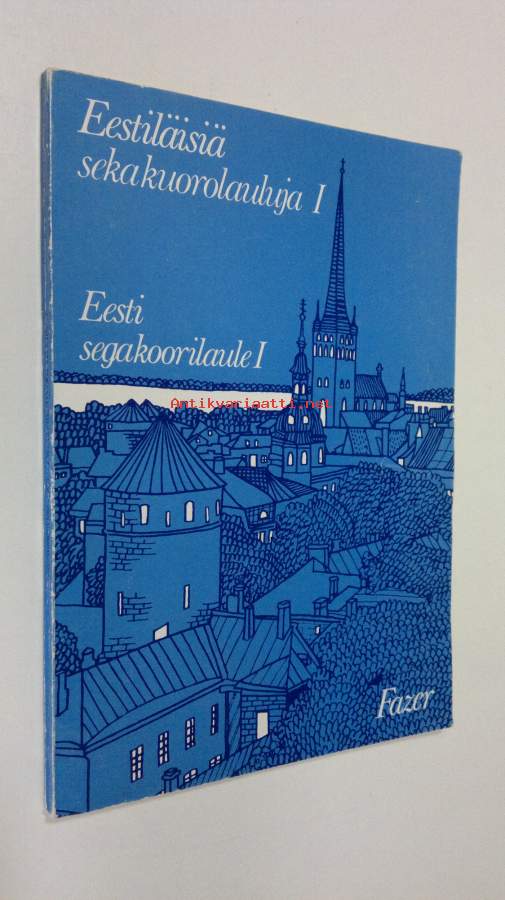 Eestiläisiä
sekakuorolauluja I
Eesti
segakoorilaule I
Antikvariaatti.net
Fazer